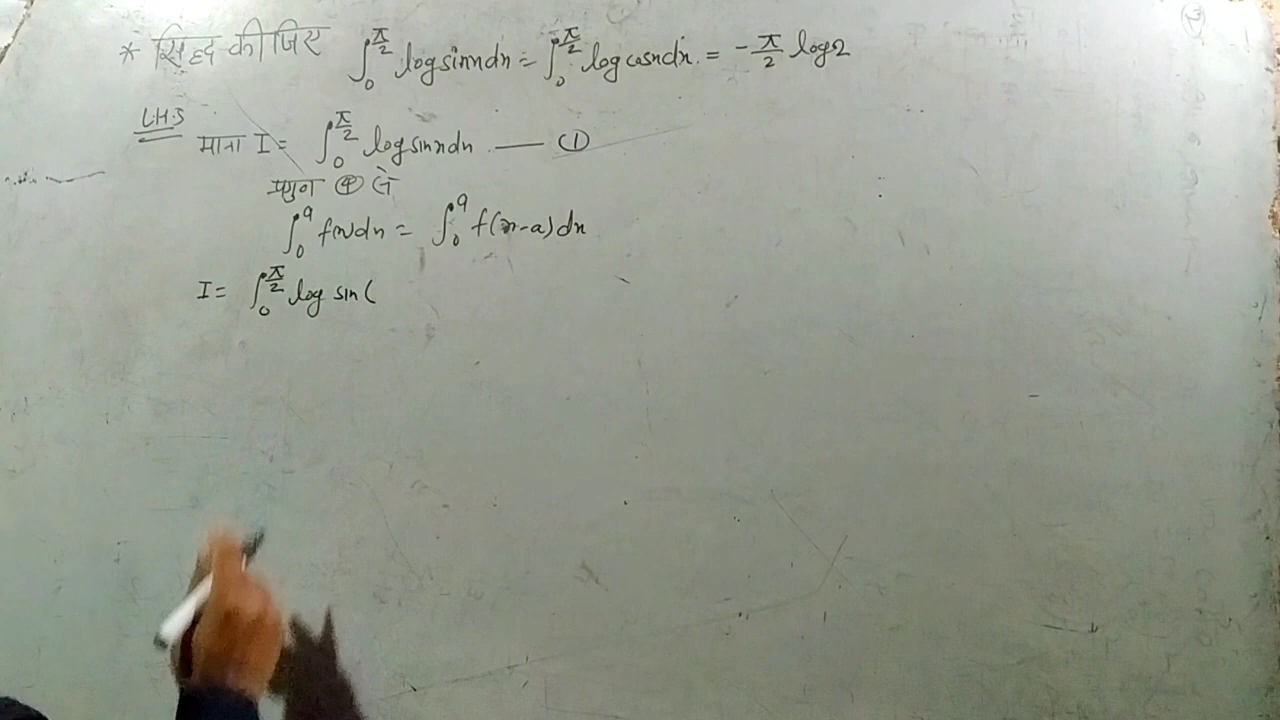 * सिद्ध कीजिए ∫₀^(π/2) log sinx dx = ∫₀^(π/2) log cosx dx. = -π/2 log2
L.H.S
माना I = ∫₀^(π/2) log sinx dx —— ①
प्रगुण ④ से
∫₀^a f(x) dx = ∫₀^a f(x-a) dx
I = ∫₀^(π/2) log sin (